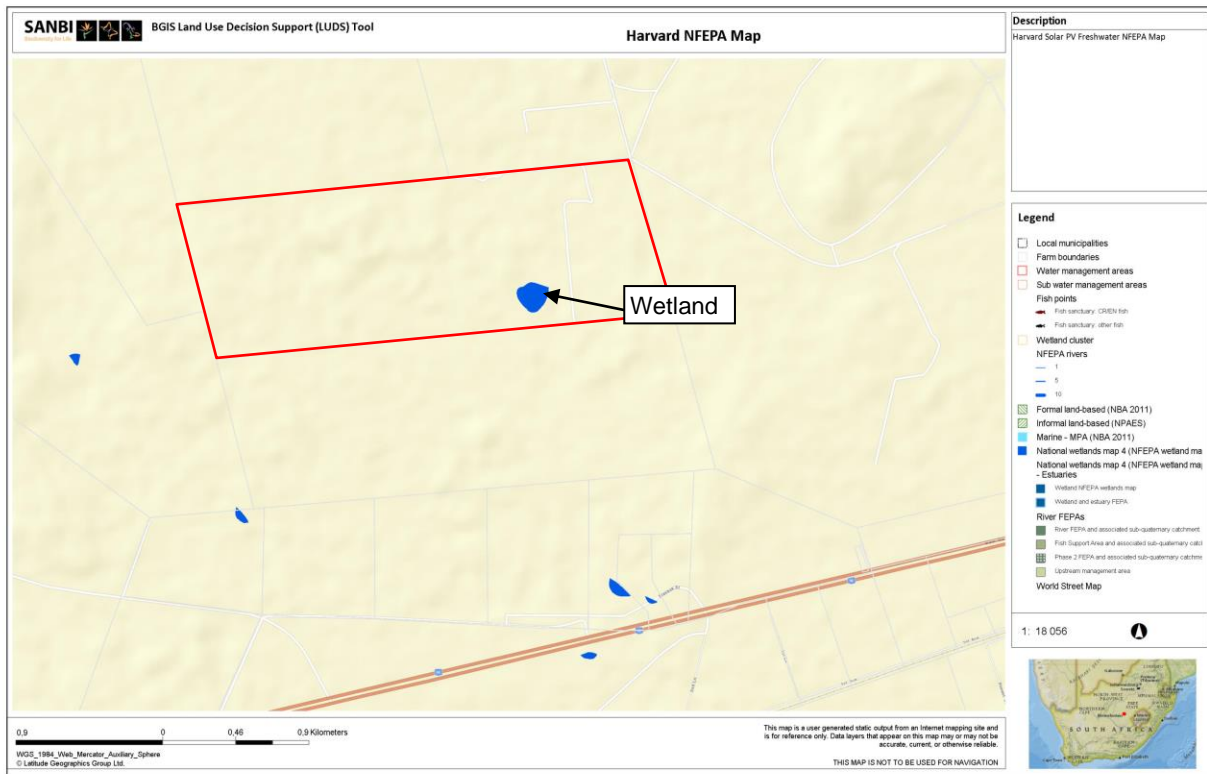 SANBI
Biodiversity for Life
BGIS Land Use Decision Support (LUDS) Tool
Harvard NFEPA Map
Description
Harvard Solar PV Freshwater NFEPA Map
Wetland
Legend
Local municipalities
Farm boundaries
Water management areas
Sub water management areas
Fish points
Fish sanctuary: CR/EN fish
Fish sanctuary: other fish
Wetland cluster
NFEPA rivers
1
5
10
Formal land-based (NBA 2011)
Informal land-based (NPAES)
Marine - MPA (NBA 2011)
National wetlands map 4 (NFEPA wetland ma
National wetlands map 4 (NFEPA wetland ma
- Estuaries
Wetland NFEPA wetlands map
Wetland and estuary FEPA
River FEPAs
River FEPA and associated sub-quaternary catchment
Fish Support Area and associated sub-quaternary catc
Phase 2 FEPA and associated sub-quaternary catchme
Upstream management area
World Street Map
1: 18 056
SOUTH AFRICA
0,9 0 0,46 0,9 Kilometers
WGS_1984_Web_Mercator_Auxiliary_Sphere
© Latitude Geographics Group Ltd.
This map is a user generated static output from an Internet mapping site and
is for reference only. Data layers that appear on this map may or may not be
accurate, current, or otherwise reliable.
THIS MAP IS NOT TO BE USED FOR NAVIGATION